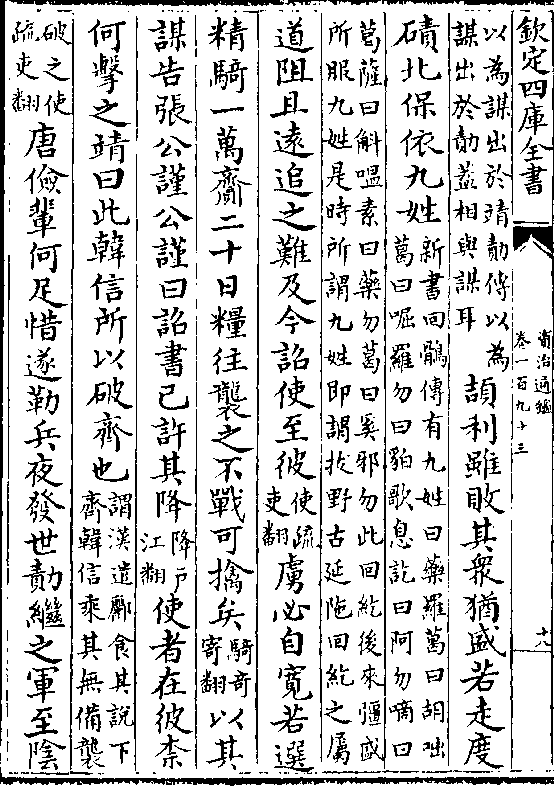 欽定四庫全書
資治通鑑
卷一百九十三
十八
以為謀出於靖勣傳以為
謀出於勣蓋相與謀耳
頡利雖敗其衆猶盛若走度
磧北保依九姓
新書回鶻傳有九姓曰藥羅葛曰胡咄
葛曰啒羅勿曰貊歌息訖曰阿勿嘀曰
葛薩曰斛嗢素曰藥勿葛曰奚邪勿此回紇後來彊盛
所服九姓是時所謂九姓即謂拔野古延陁回紇之屬
道阻且遠追之難及今詔使至彼
使疏
吏翻
虜必自寛若選
精騎一萬齎二十日糧往襲之不戰可擒矣
騎奇
寄翻
以其
謀告張公謹公謹曰詔書已許其降
降戶
江翻
使者在彼柰
何擊之靖曰此韓信所以破齊也
謂漢遣酈食其說下
齊韓信乘其無備襲
破之使
疏吏翻
唐儉輩何足惜遂勒兵夜發世勣繼之軍至陰